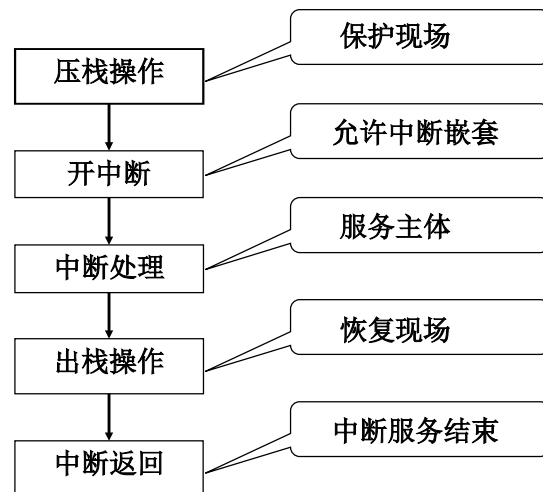 保护现场
压栈操作
允许中断嵌套
开中断
服务主体
中断处理
恢复现场
出栈操作
中断服务结束
中断返回